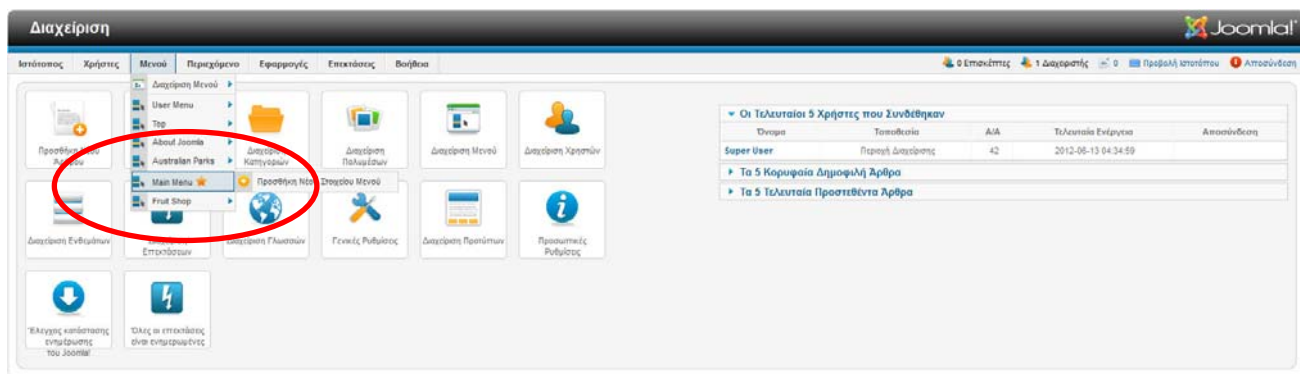 Διαχείριση
Joomla!
Ιστότοπος Χρήστες Μενού Περιεχόμενο Εφαρμογές Επεκτάσεις Βοήθεια
0 Επισκέπτες 1 Διαχειριστής 0 Προβολή ιστοτόπου Αποσύνδεση
Διαχείριση Μενού
User Menu
Top
About Joomla
Australian Parks
Main Menu
Προσθήκη Νέου Στοιχείου Μενού
Fruit Shop
Προσθήκη Νέου
Διαχείριση
Κατηγοριών
Διαχείριση
Πολυμέσων
Διαχείριση Μενού
Διαχείριση Χρηστών
Διαχείριση Ενθεμάτων
Επεκτάσεων
Διαχείριση Γλωσσών
Γενικές Ρυθμίσεις
Διαχείριση Προτύπων
Προσωπικές
Ρυθμίσεις
Έλεγχος κατάστασης
ενημέρωσης
του Joomla!
Όλες οι επεκτάσεις
είναι ενημερωμένες
Οι Τελευταίοι 5 Χρήστες που Συνδέθηκαν
Όνομα Τοποθεσία Α/Α Τελευταία Ενέργεια Αποσύνδεση
Super User Περιοχή Διαχείρισης 42 2012-06-13 04:34:59
Τα 5 Κορυφαία Δημοφιλή Άρθρα
Τα 5 Τελευταία Προστεθέντα Άρθρα